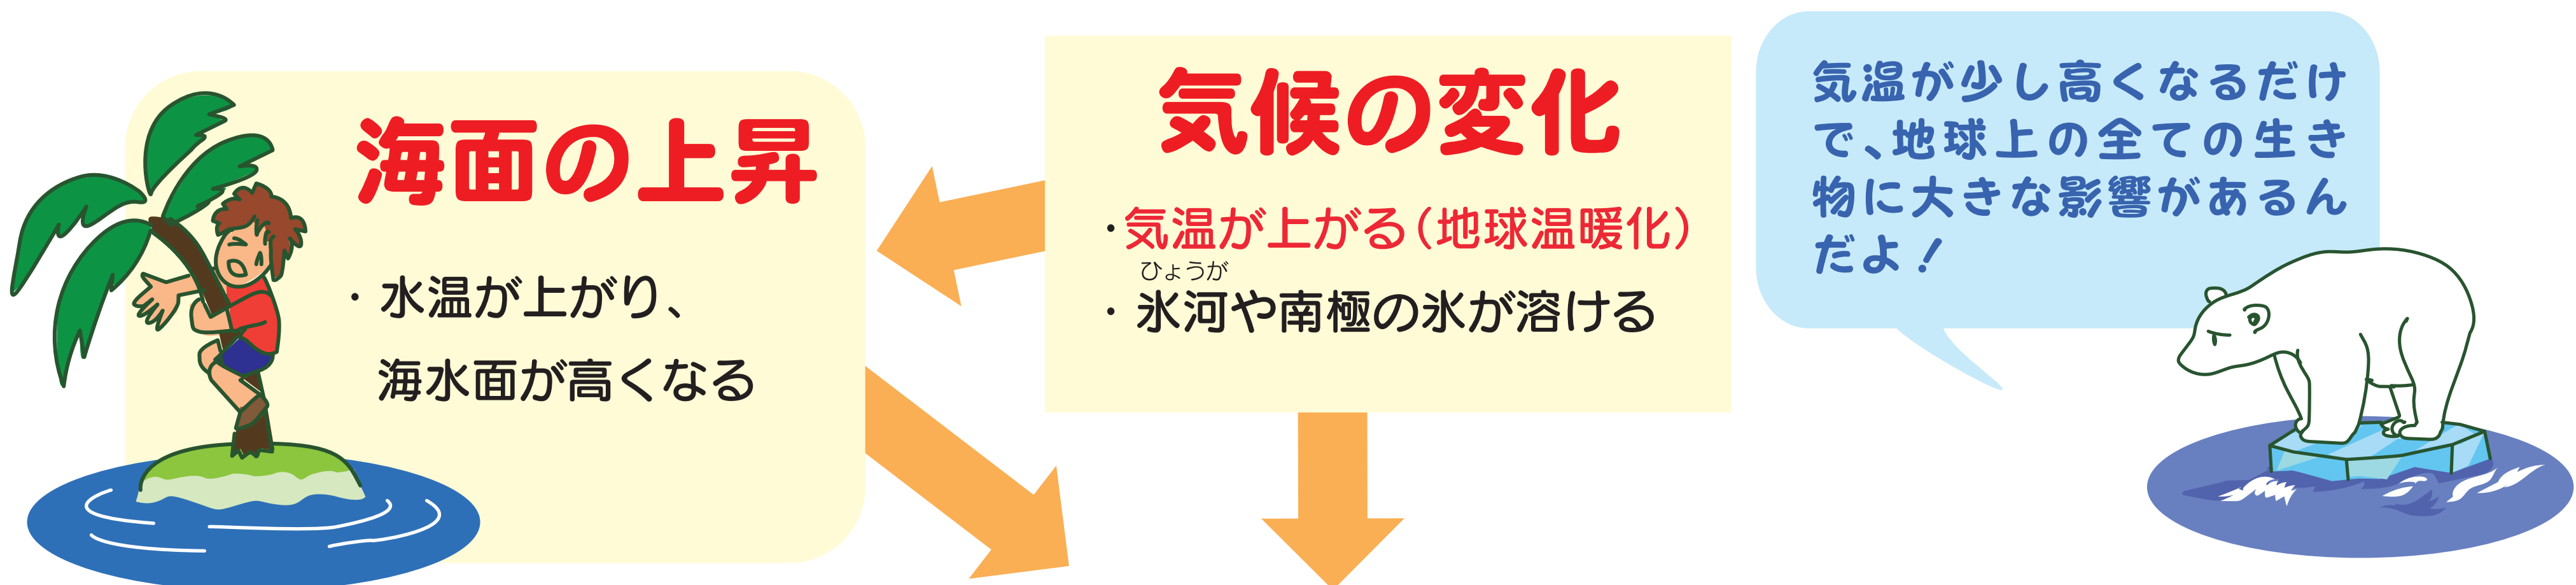 海面の上昇
・水温が上がり、
海水面が高くなる
気候の変化
・気温が上がる（地球温暖化）
ひょうが
・氷河や南極の氷が溶ける
気温が少し高くなるだけ
で、地球上の全ての生き
物に大きな影響があるん
だよ！